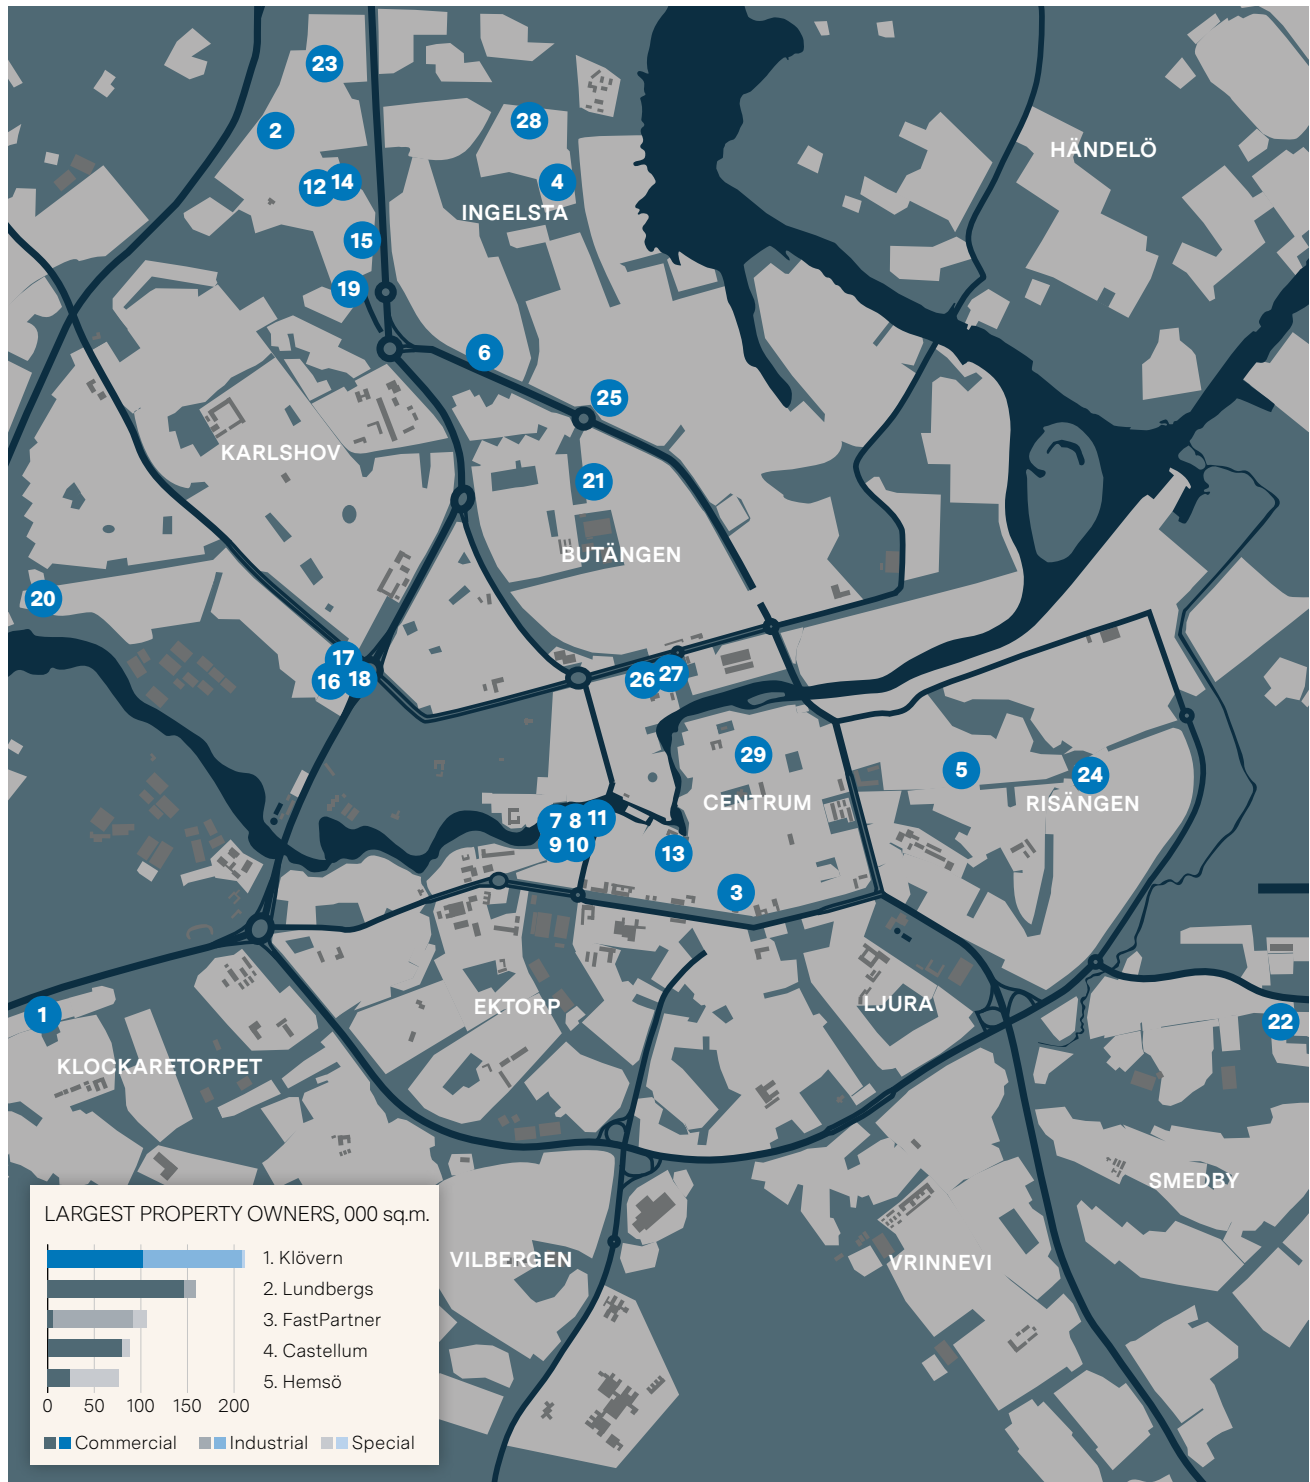 23
2
28
HÄNDELÖ
12 14
4
INGELSTA
15
19
6
25
KARLSHOV
21
BUTÄNGEN
20
17
16 18
26 27
29
5
24
CENTRUM
RISÄNGEN
7 8 11
9 10
13
3
EKTORP
LJURA
1
22
KLOCKARETORPET
SMEDBY
VILBERGEN
VRINNEVI
LARGEST PROPERTY OWNERS, 000 sq.m.
1. Klövern
2. Lundbergs
3. FastPartner
4. Castellum
5. Hemsö
0 50 100 150 200
Commercial Industrial Special